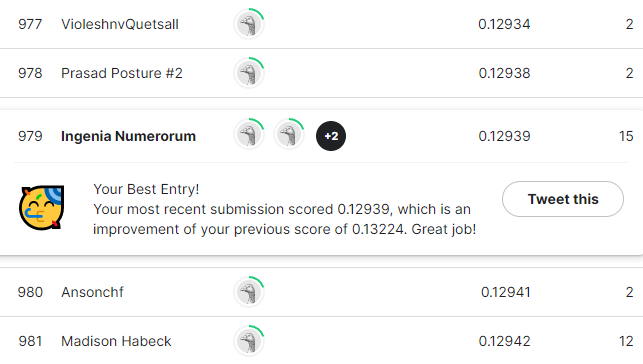 977 VioleshnvQuetsall 0.12934 2
978 Prasad Posture #2 0.12938 2
979 Ingenia Numerorum +2 0.12939 15
Your Best Entry!
Your most recent submission scored 0.12939, which is an
improvement of your previous score of 0.13224. Great job!
Tweet this
980 Ansonchf 0.12941 2
981 Madison Habeck 0.12942 12